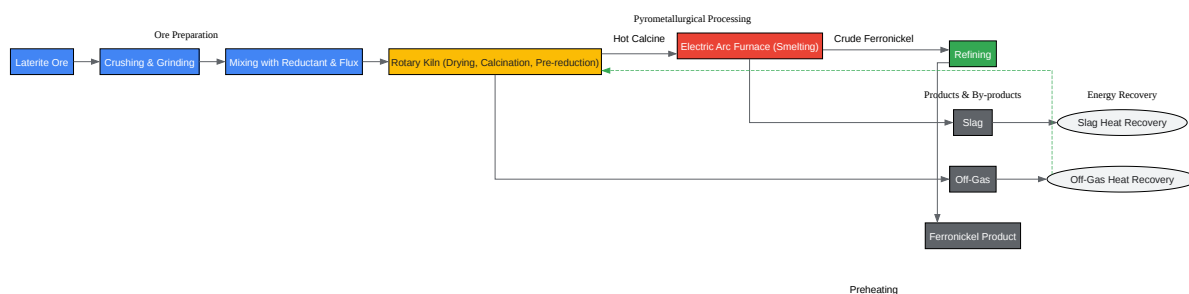 Pyrometallurgical Processing
Ore Preparation
Hot Calcine
Crude Ferronickel
Laterite Ore
Crushing & Grinding
Mixing with Reductant & Flux
Rotary Kiln (Drying, Calcination, Pre-reduction)
Electric Arc Furnace (Smelting)
Refining
Products & By-products
Energy Recovery
Slag
Slag Heat Recovery
Off-Gas
Off-Gas Heat Recovery
Ferronickel Product
Preheating